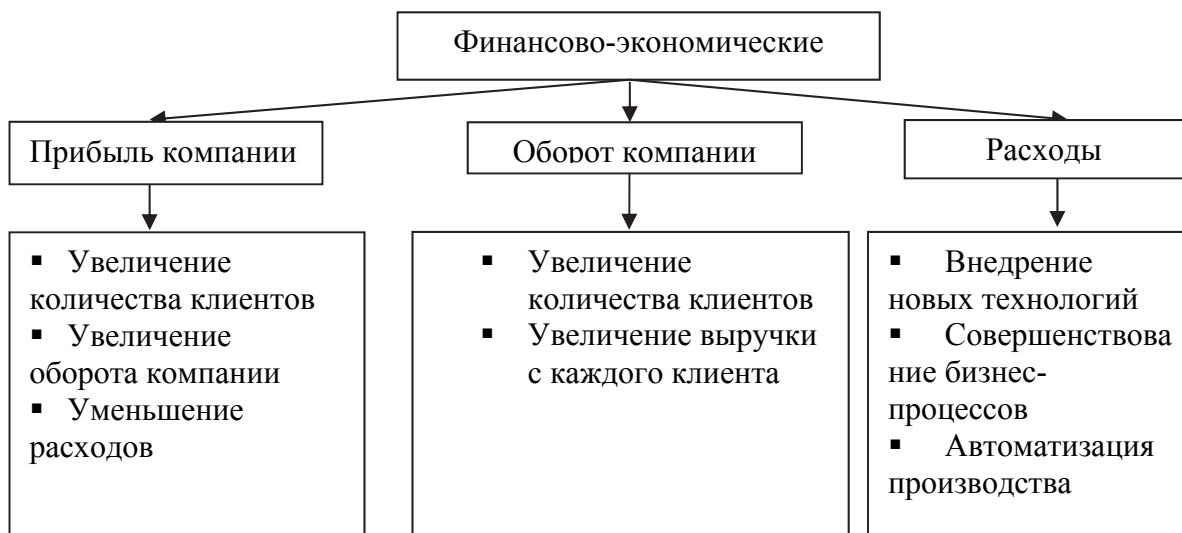 Финансово-экономические
Прибыль компании
Оборот компании
Расходы
▪ Увеличение
количества клиентов
▪ Увеличение
оборота компании
▪ Уменьшение
расходов
▪ Увеличение
количества клиентов
▪ Увеличение выручки
с каждого клиента
▪ Внедрение
новых технологий
▪ Совершенствова
ние бизнес-
процессов
▪ Автоматизация
производства